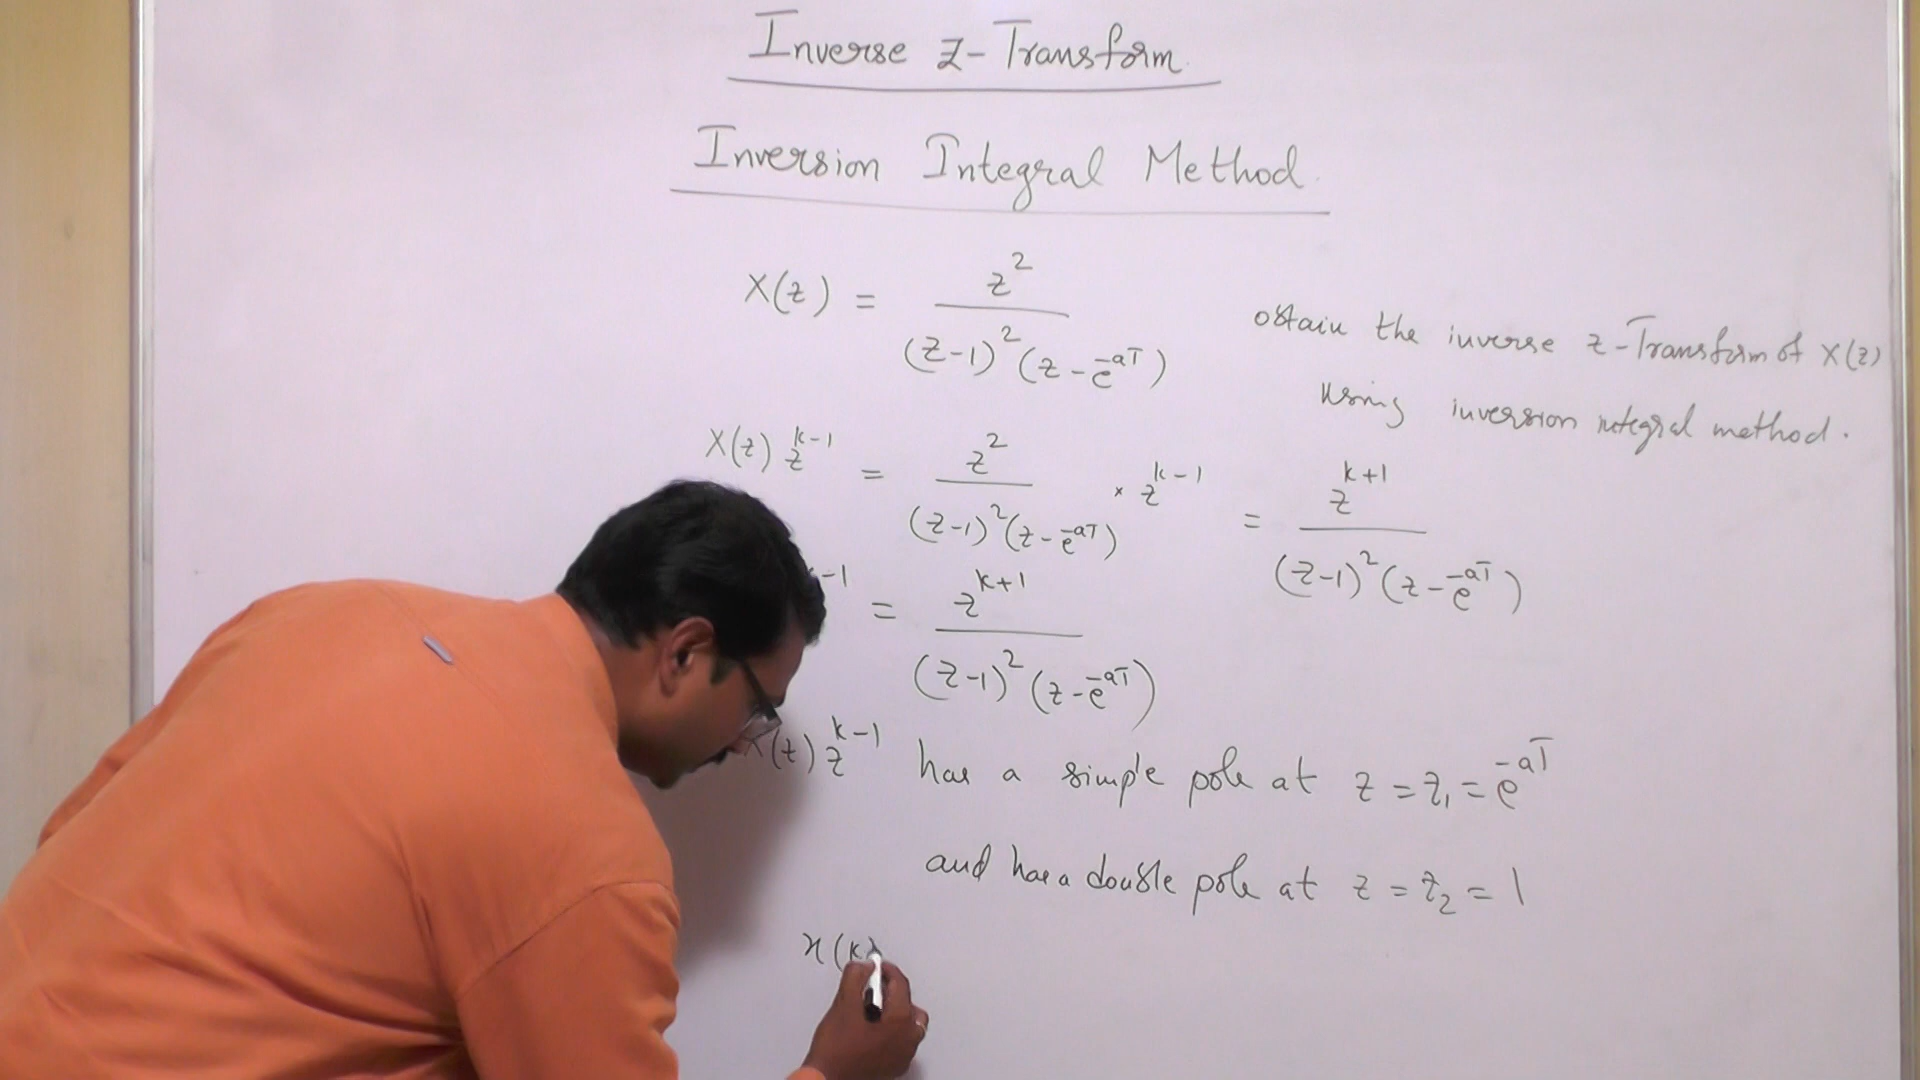 Inverse z-Transform
Inversion Integral Method
X(z) = z^2 / (z-1)^2 (z - e^-aT)
obtain the inverse z-Transform of X(z)
using inversion integral method.
X(z) z^k-1 = z^2 / (z-1)^2 (z - e^-aT) × z^k-1 = z^k+1 / (z-1)^2 (z - e^-aT)
-1 = z^k+1 / (z-1)^2 (z - e^-aT)
X(z) z^k-1 has a simple pole at z = z1 = e^-aT
and has a double pole at z = z2 = 1
x(k)